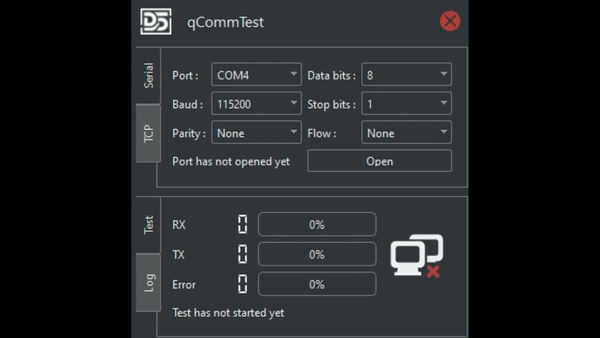 D5 qCommTest
Serial
TCP
Port : COM4 Data bits : 8
Baud : 115200 Stop bits : 1
Parity : None Flow : None
Port has not opened yet Open
Test
Log
RX 0 0%
TX 0 0%
Error 0 0%
Test has not started yet